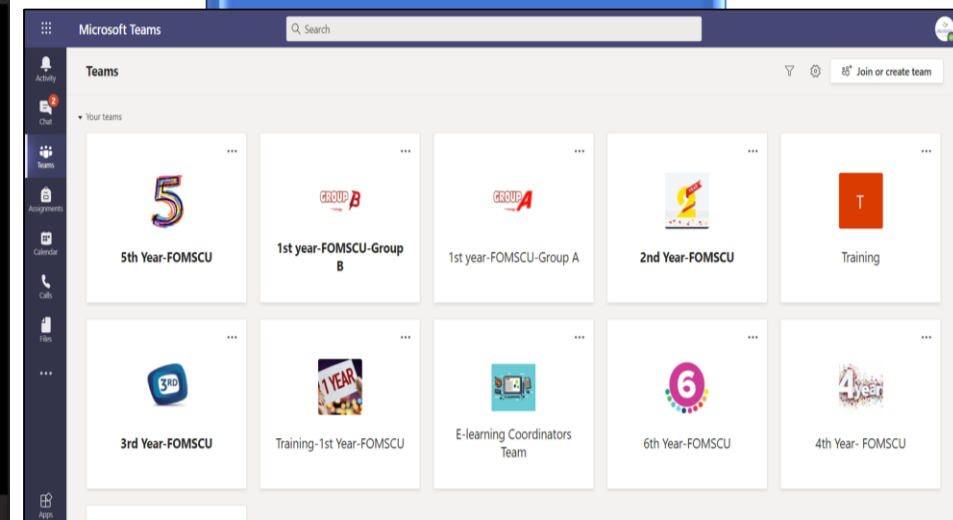 Microsoft Teams
Search
Activity
2
Chat
Teams
Assignments
Calendar
Calls
Files
Apps
Teams
Join or create team
Your teams
5
5th Year-FOMSCU
GROUP B
1st year-FOMSCU-Group
B
GROUP A
1st year-FOMSCU-Group A
2
2nd Year-FOMSCU
T
Training
3RD
3rd Year-FOMSCU
1 YEAR
Training-1st Year-FOMSCU
E-learning Coordinators
Team
6
6th Year-FOMSCU
4year
4th Year- FOMSCU